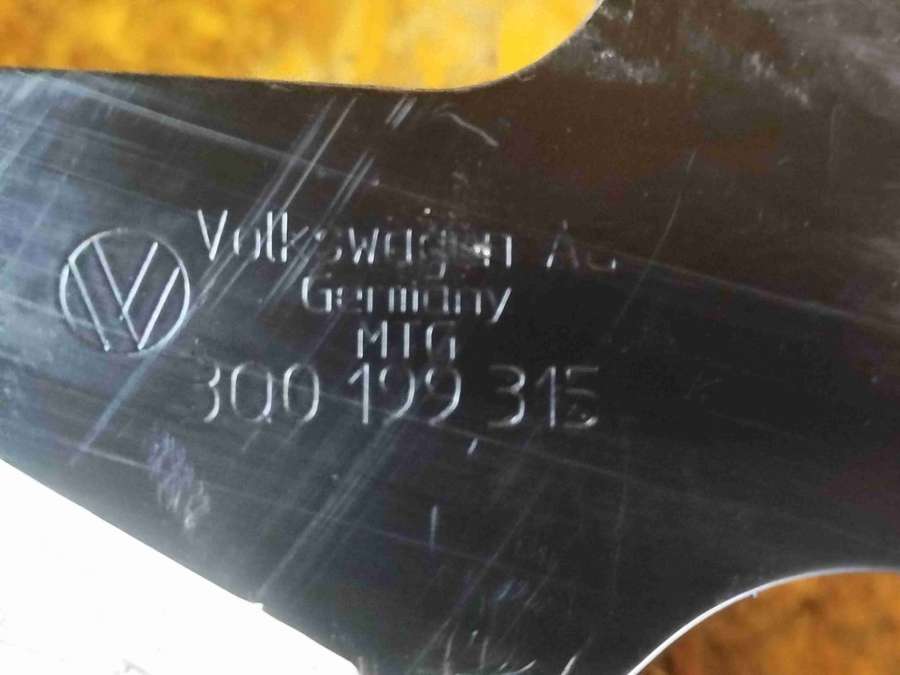 Volkswagen AG
Germany
MTG
3Q0 199 315